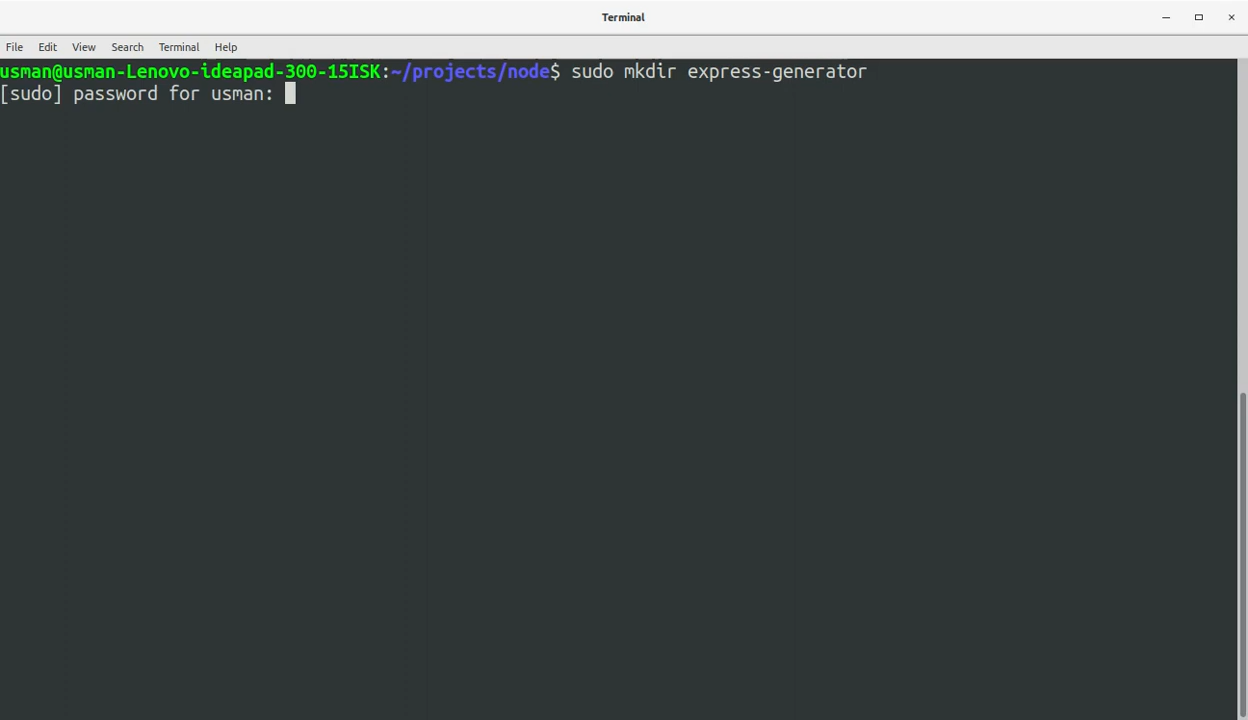 Terminal
File Edit View Search Terminal Help
usman@usman-Lenovo-ideapad-300-15ISK:~/projects/node$ sudo mkdir express-generator
[sudo] password for usman: